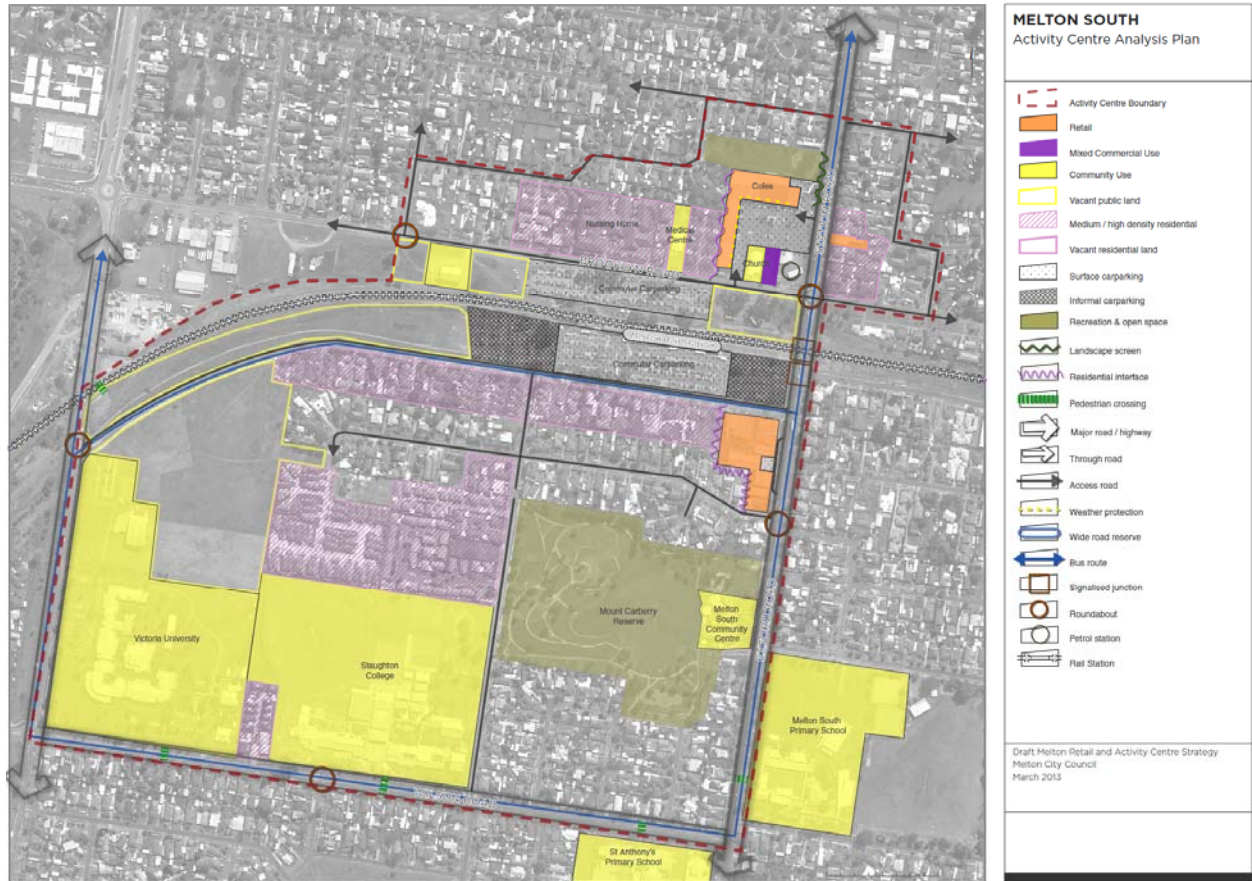 MELTON SOUTH
Activity Centre Analysis Plan
Activity Centre Boundary
Retail
Mixed Commercial Use
Community Use
Vacant public land
Medium / high density residential
Vacant residential land
Surface carparking
Informal carparking
Recreation & open space
Landscape screen
Residential interface
Pedestrian crossing
Major road / highway
Through road
Access road
Weather protection
Wide road reserve
Bus route
Signalised junction
Roundabout
Petrol station
Rail Station
Draft Melton Retail and Activity Centre Strategy
Melton City Council
March 2013
Coles
Nursing Home
Medical
Centre
Church
Commuter Carparking
Commuter Carparking
Mount Carberry
Reserve
Melton
South
Community
Centre
Victoria University
Staughton
College
Melton South
Primary School
WILSON ROAD
St Anthony's
Primary School